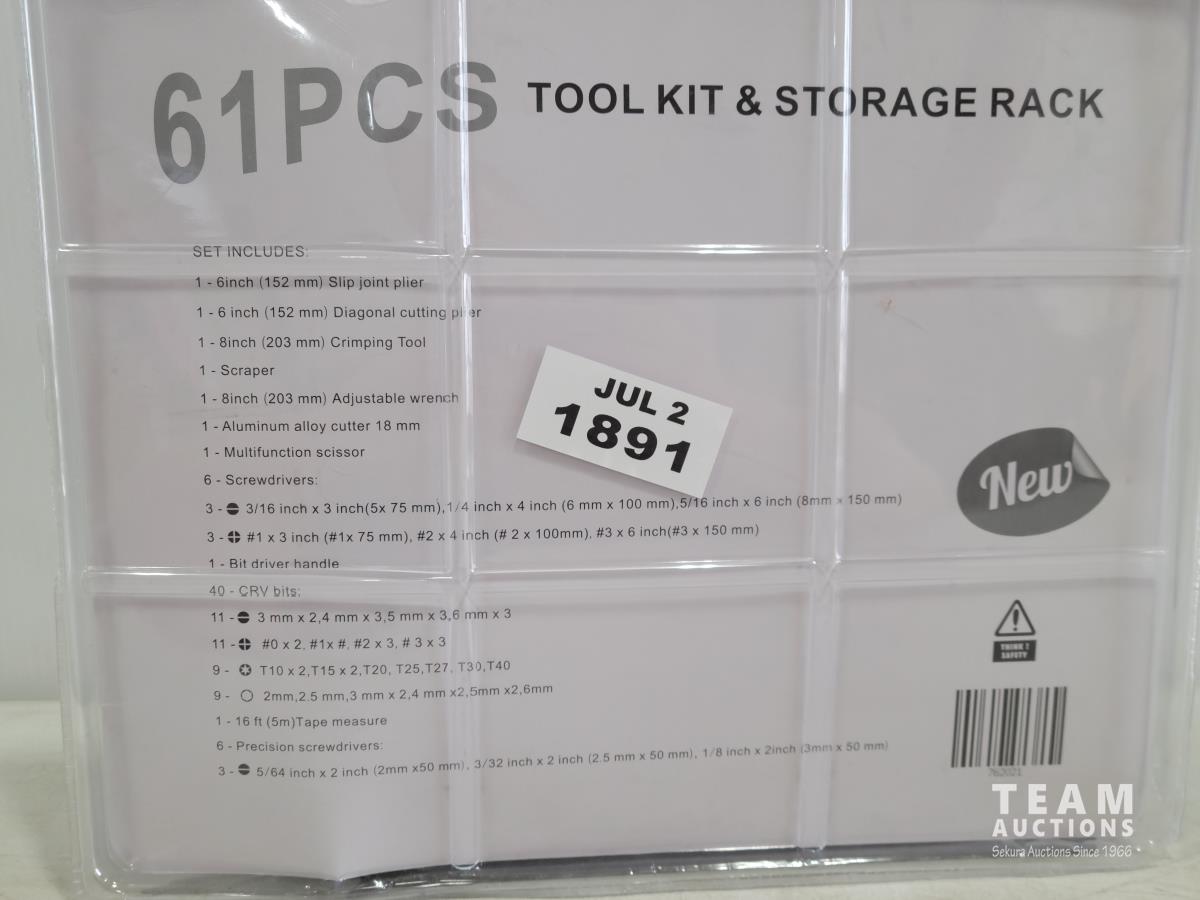 61PCS TOOL KIT & STORAGE RACK
SET INCLUDES:
1 - 6inch (152 mm) Slip joint plier
1 - 6 inch (152 mm) Diagonal cutting plier
1 - 8inch (203 mm) Crimping Tool
1 - Scraper
1 - 8inch (203 mm) Adjustable wrench
1 - Aluminum alloy cutter 18 mm
1 - Multifunction scissor
6 - Screwdrivers:
3 - 3/16 inch x 3 inch(5x 75 mm),1/4 inch x 4 inch (6 mm x 100 mm),5/16 inch x 6 inch (8mm x 150 mm)
3 - #1 x 3 inch (#1x 75 mm), #2 x 4 inch (# 2 x 100mm), #3 x 6 inch(#3 x 150 mm)
1 - Bit driver handle
40 - CRV bits:
11 - 3 mm x 2,4 mm x 3,5 mm x 3,6 mm x 3
11 - #0 x 2, #1x #, #2 x 3, # 3 x 3
9 - T10 x 2,T15 x 2,T20, T25,T27, T30,T40
9 - 2mm,2.5 mm,3 mm x 2,4 mm x2,5mm x2,6mm
1 - 16 ft (5m)Tape measure
6 - Precision screwdrivers:
3 - 5/64 inch x 2 inch (2mm x50 mm), 3/32 inch x 2 inch (2.5 mm x 50 mm), 1/8 inch x 2inch (3mm x 50 mm)
JUL 2
1891
New
THINK !
SAFETY
762021
TEAM
AUCTIONS
Sekura Auctions Since 1966